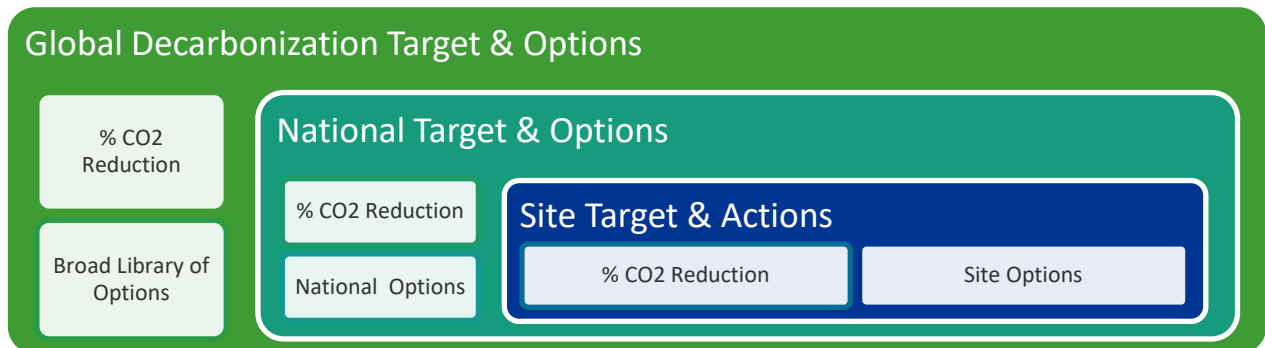 Global Decarbonization Target & Options
% CO2
Reduction
Broad Library of
Options
National Target & Options
% CO2 Reduction
National  Options
Site Target & Actions
% CO2 Reduction
Site Options